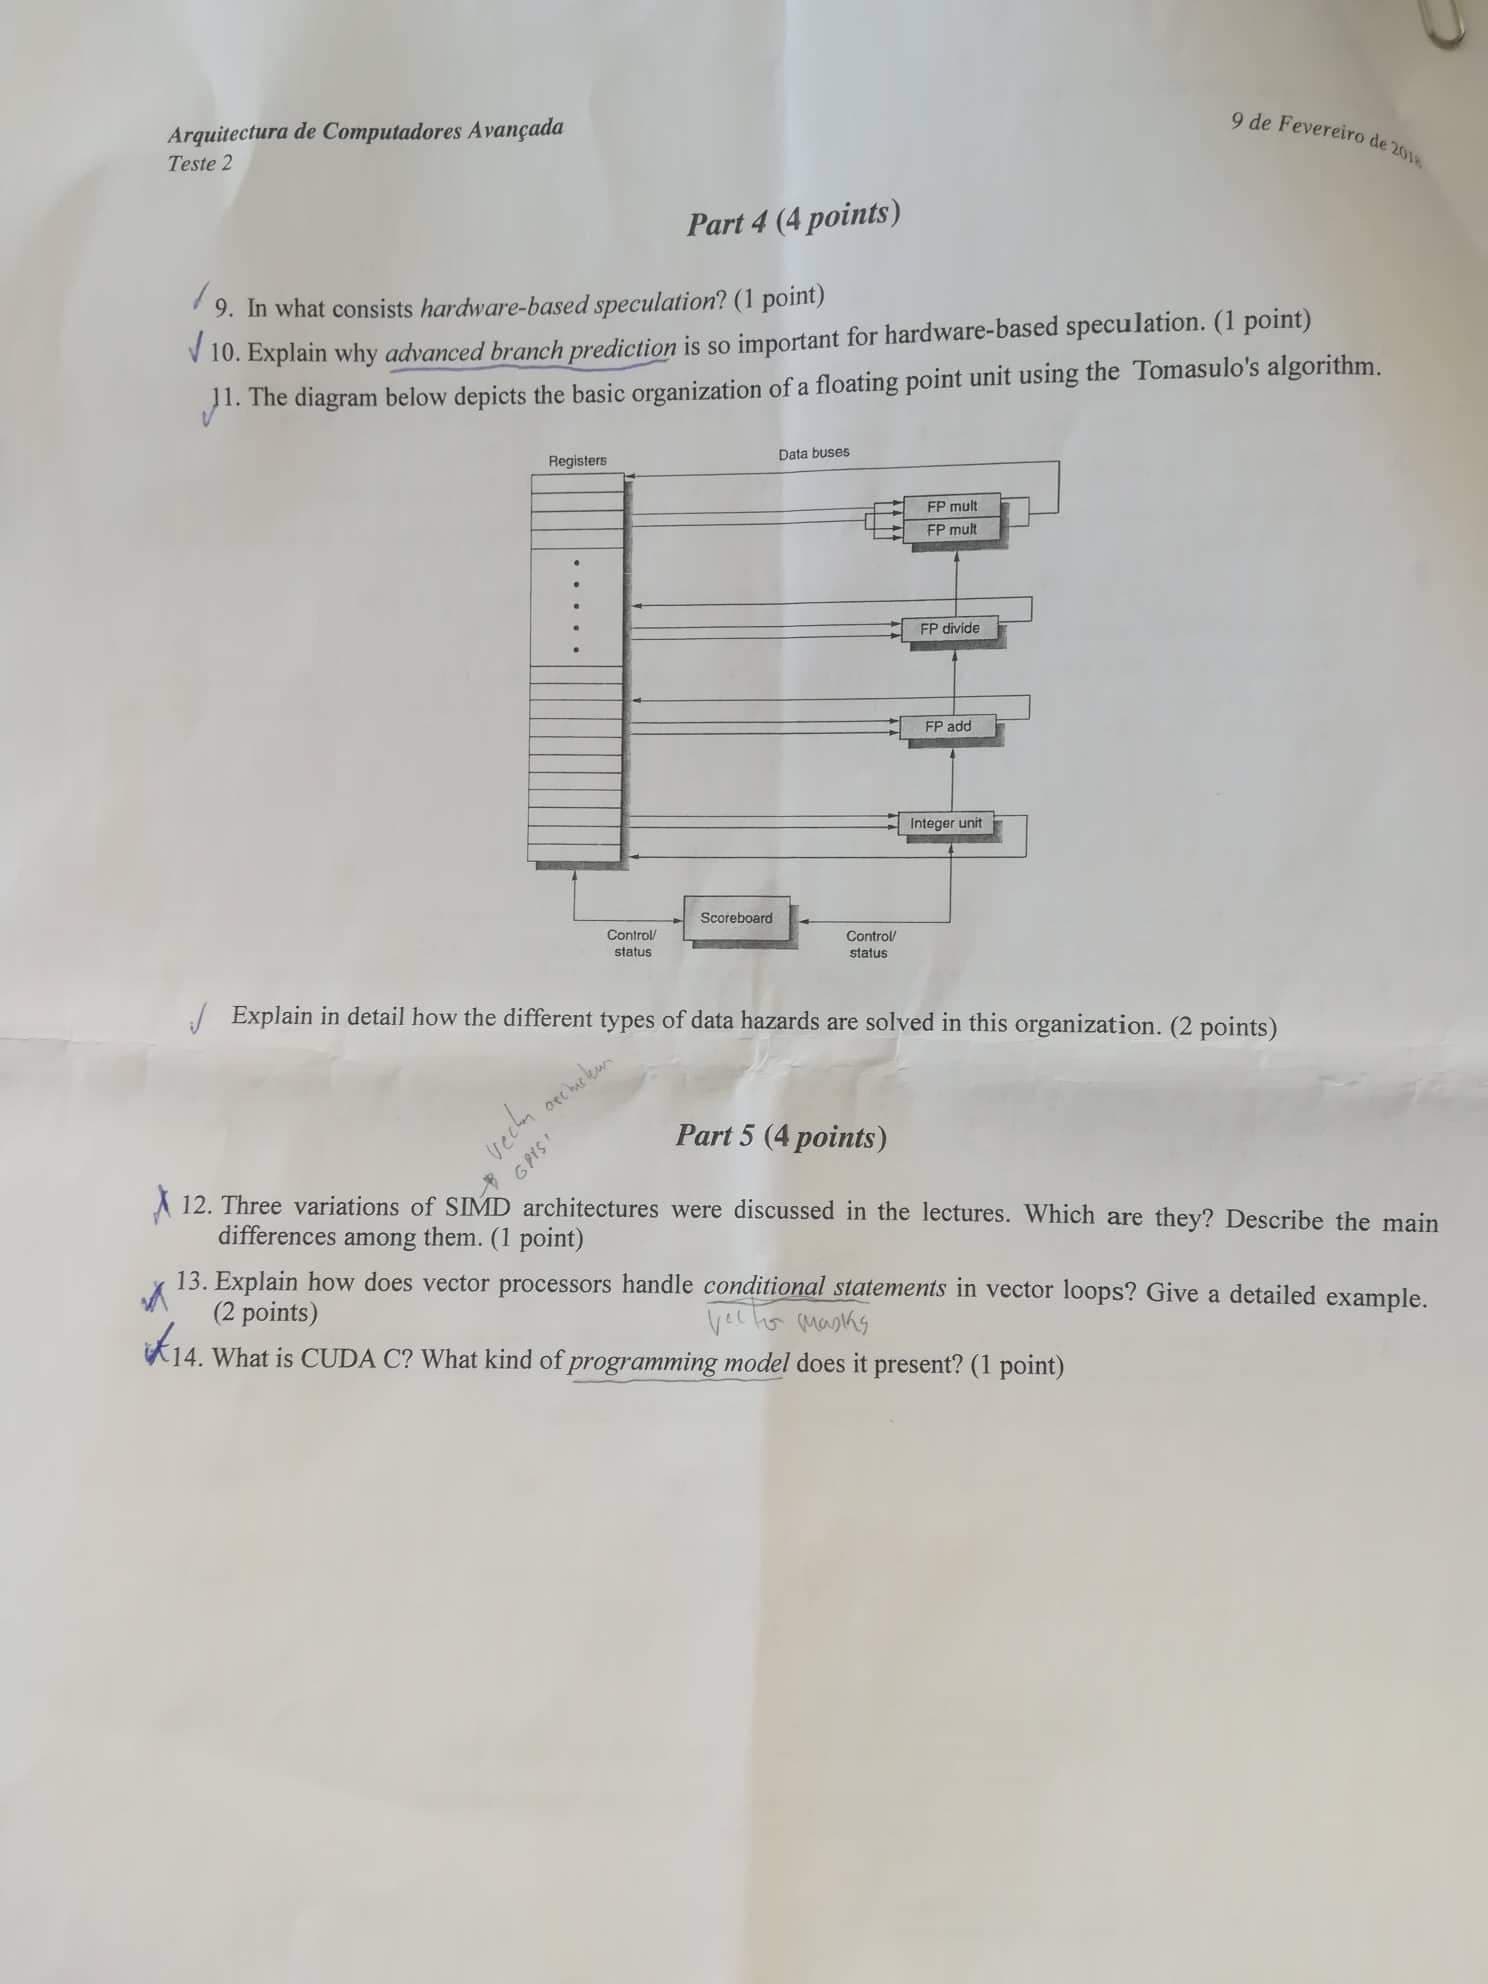 Arquitectura de Computadores Avançada
9 de Fevereiro de 2018
Teste 2
Part 4 (4 points)
9. In what consists hardware-based speculation? (1 point)
10. Explain why advanced branch prediction is so important for hardware-based speculation. (1 point)
11. The diagram below depicts the basic organization of a floating point unit using the Tomasulo's algorithm.
Registers
Data buses
FP mult
FP mult
FP divide
FP add
Integer unit
Scoreboard
Control/
status
Control/
status
Explain in detail how the different types of data hazards are solved in this organization. (2 points)
Vector
GPUS
Part 5 (4 points)
12. Three variations of SIMD architectures were discussed in the lectures. Which are they? Describe the main
differences among them. (1 point)
13. Explain how does vector processors handle conditional statements in vector loops? Give a detailed example.
(2 points)
vector masks
14. What is CUDA C? What kind of programming model does it present? (1 point)